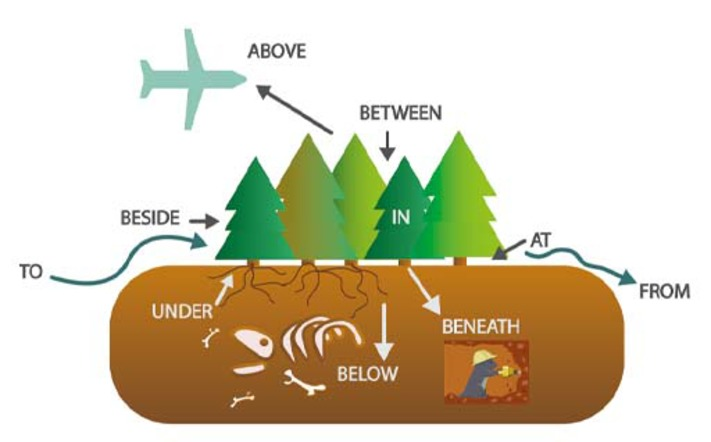 ABOVE
BETWEEN
BESIDE
IN
AT
TO
FROM
UNDER
BENEATH
BELOW